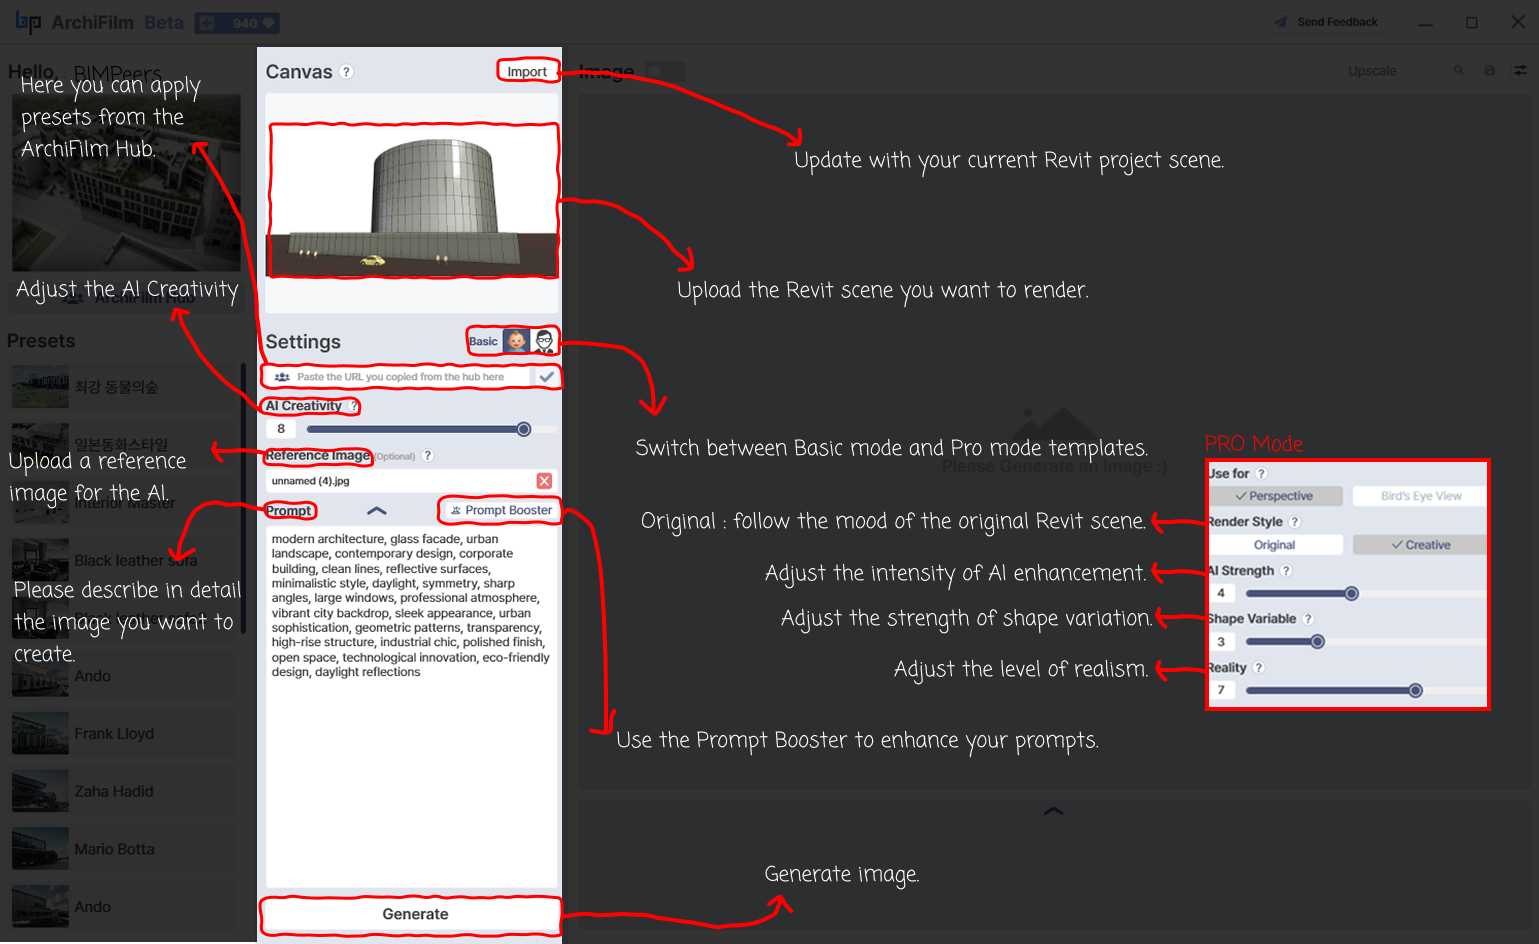 bp ArchiFilm Beta 940
Send Feedback
Hello, BIMPeers
Here you can apply
presets from the
ArchiFilm Hub.
ArchiFilm Hub
Adjust the AI Creativity
Presets
최강 동물의숲
일본동화스타일
Upload a reference
image for the AI.
Interior Master
Black leather sofa
Please describe in detail
the image you want to
create.
Ando
Frank Lloyd
Zaha Hadid
Mario Botta
Ando
Canvas ?
Import
Settings
Basic
Paste the URL you copied from the hub here
AI Creativity ?
8
Reference Image (Optional) ?
unnamed (4).jpg
Prompt
Prompt Booster
modern architecture, glass facade, urban
landscape, contemporary design, corporate
building, clean lines, reflective surfaces,
minimalistic style, daylight, symmetry, sharp
angles, large windows, professional atmosphere,
vibrant city backdrop, sleek appearance, urban
sophistication, geometric patterns, transparency,
high-rise structure, industrial chic, polished finish,
open space, technological innovation, eco-friendly
design, daylight reflections
Generate
Image
Upscale
Update with your current Revit project scene.
Upload the Revit scene you want to render.
Switch between Basic mode and Pro mode templates.
Please Generate an Image :)
Original : follow the mood of the original Revit scene.
Adjust the intensity of AI enhancement.
Adjust the strength of shape variation.
Adjust the level of realism.
Use the Prompt Booster to enhance your prompts.
Generate image.
PRO Mode
Use for ?
Perspective
Bird's Eye View
Render Style ?
Original
Creative
AI Strength ?
4
Shape Variable ?
3
Reality ?
7